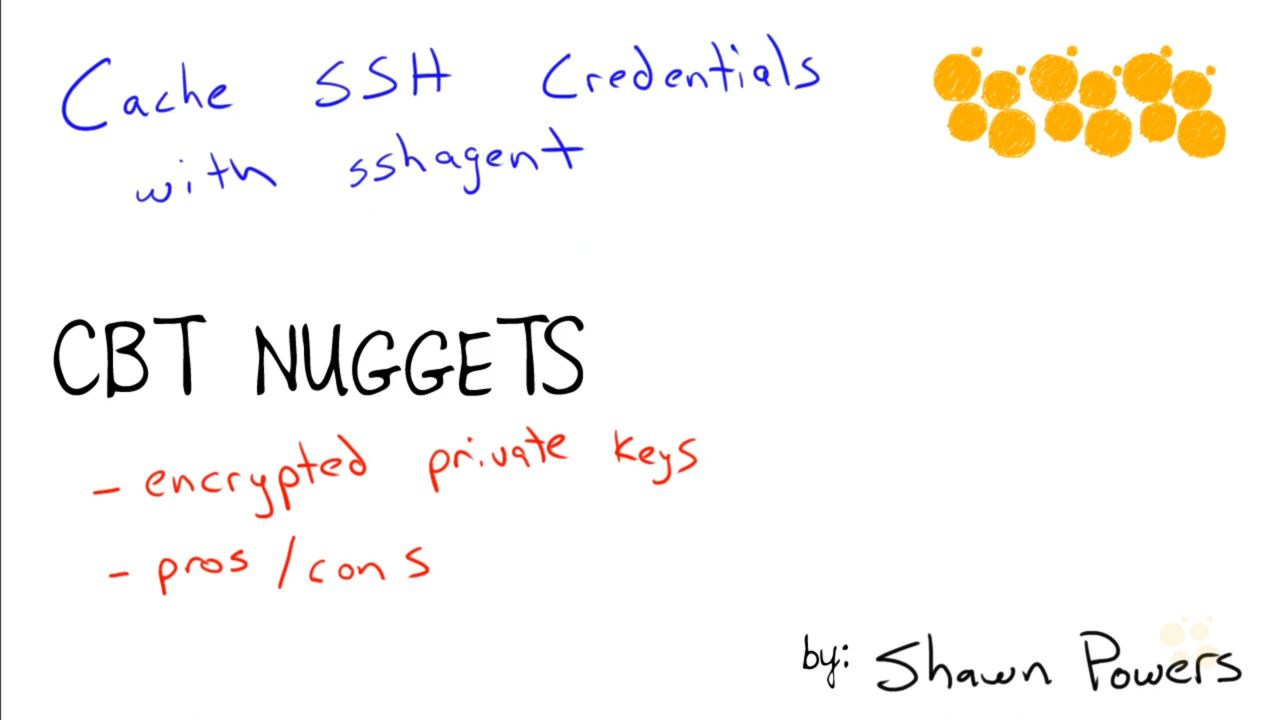 Cache SSH Credentials
with sshagent
CBT NUGGETS
- encrypted private keys
- pros/cons
by: Shawn Powers